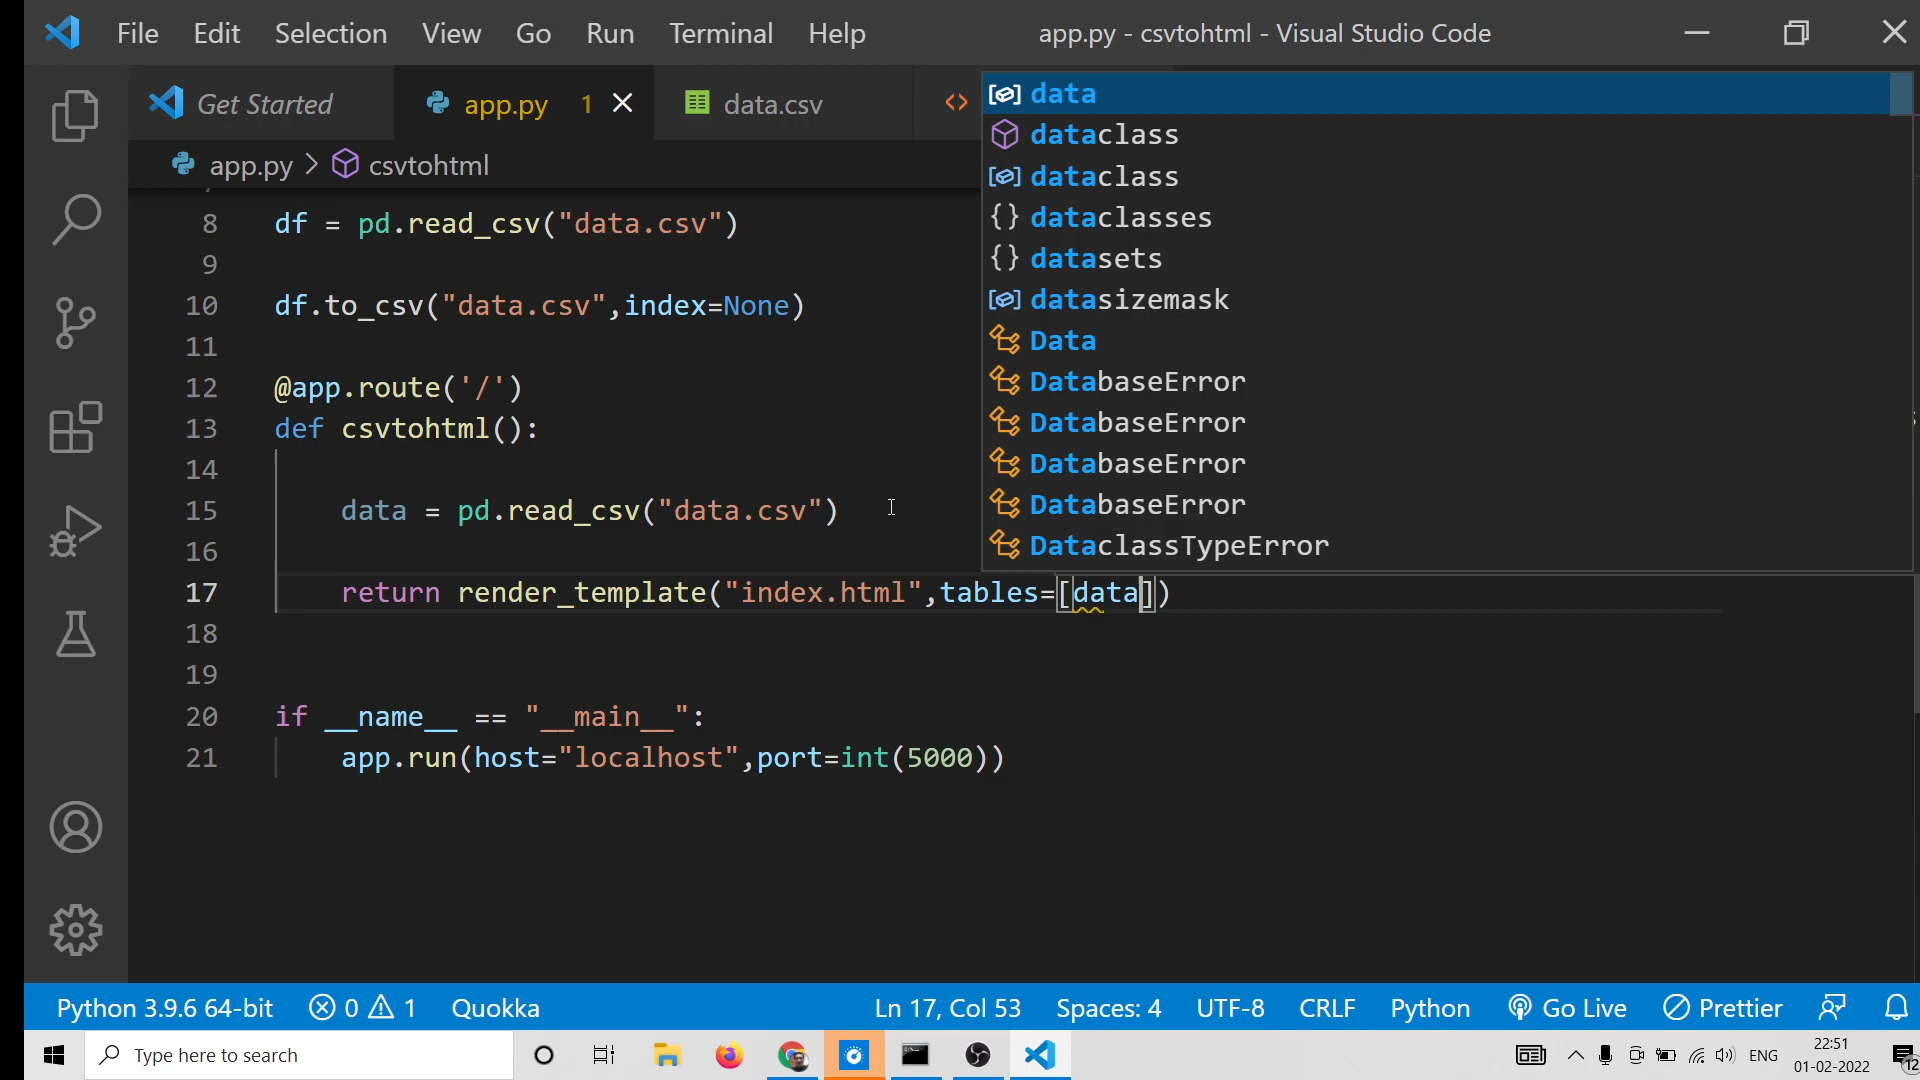 File Edit Selection View Go Run Terminal Help app.py - csvtohtml - Visual Studio Code
Get Started app.py 1 data.csv
app.py > csvtohtml
8 df = pd.read_csv("data.csv")
9
10 df.to_csv("data.csv",index=None)
11
12 @app.route('/')
13 def csvtohtml():
14
15 data = pd.read_csv("data.csv")
16
17 return render_template("index.html",tables=[data])
18
19
20 if __name__ == "__main__":
21 app.run(host="localhost",port=int(5000))
data
dataclass
dataclass
dataclasses
datasets
datasizemask
Data
DatabaseError
DatabaseError
DatabaseError
DatabaseError
DataclassTypeError
Python 3.9.6 64-bit 0 1 Quokka Ln 17, Col 53 Spaces: 4 UTF-8 CRLF Python Go Live Prettier
Type here to search ENG 22:51
01-02-2022 12